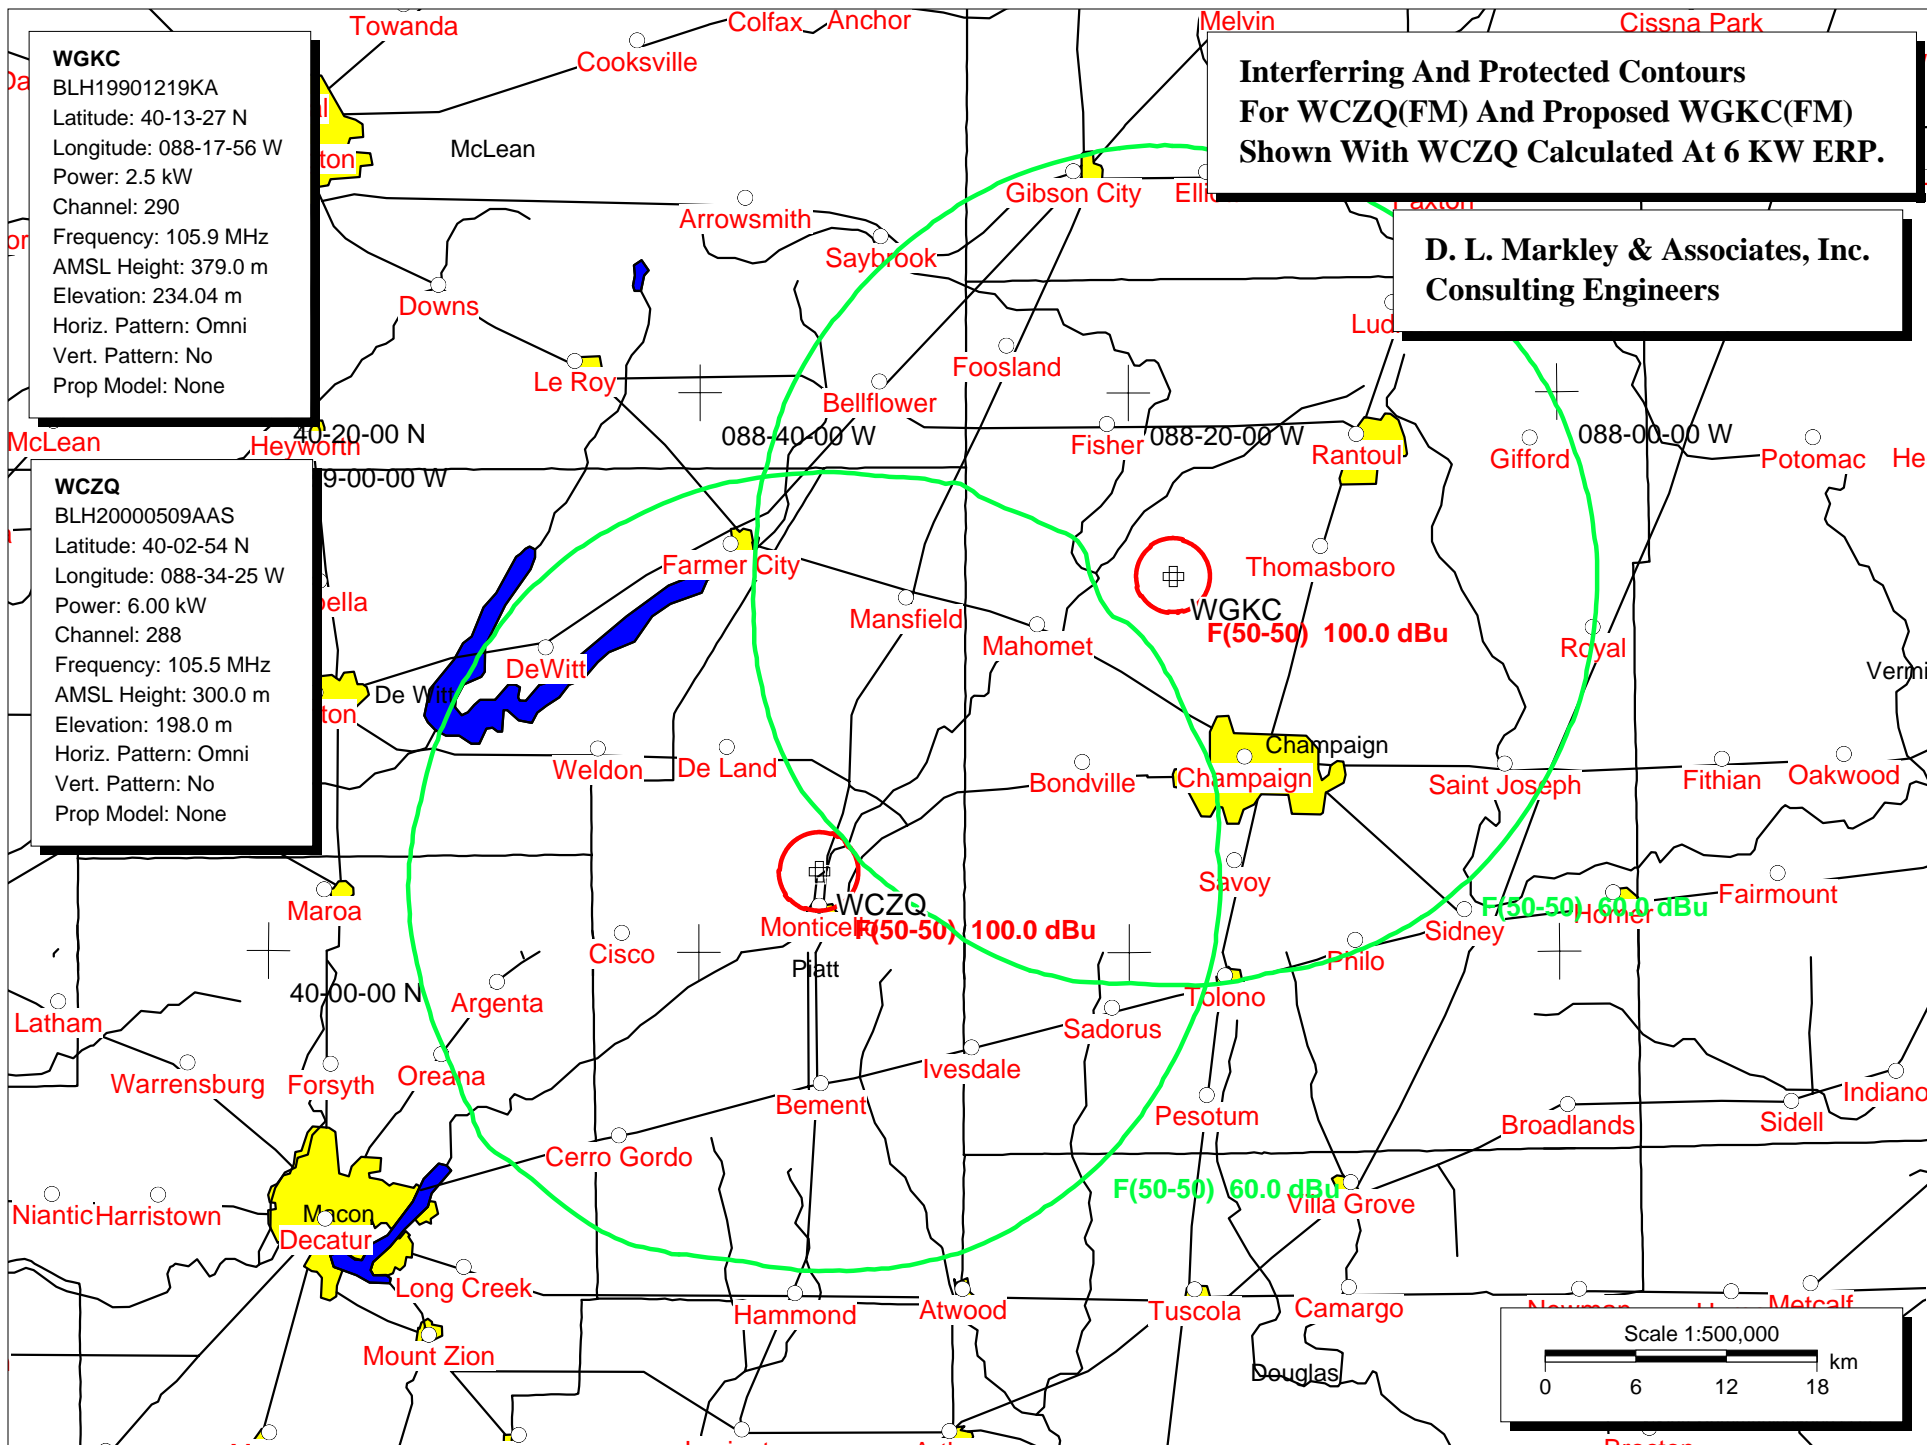 Towanda
Colfax
Anchor
Melvin
Cissna Park
Cooksville
WGKC
BLH19901219KA
Latitude: 40-13-27 N
Longitude: 088-17-56 W
Power: 2.5 kW
Channel: 290
Frequency: 105.9 MHz
AMSL Height: 379.0 m
Elevation: 234.04 m
Horiz. Pattern: Omni
Vert. Pattern: No
Prop Model: None
Interferring And Protected Contours
For WCZQ(FM) And Proposed WGKC(FM)
Shown With WCZQ Calculated At 6 KW ERP.
D. L. Markley & Associates, Inc.
Consulting Engineers
McLean
Gibson City
Arrowsmith
Saybrook
Downs
Foosland
Le Roy
Bellflower
McLean
Heyworth
40-20-00 N
088-40-00 W
Fisher
088-20-00 W
Rantoul
Gifford
088-00-00 W
Potomac
9-00-00 W
WCZQ
BLH20000509AAS
Latitude: 40-02-54 N
Longitude: 088-34-25 W
Power: 6.00 kW
Channel: 288
Frequency: 105.5 MHz
AMSL Height: 300.0 m
Elevation: 198.0 m
Horiz. Pattern: Omni
Vert. Pattern: No
Prop Model: None
Farmer City
Thomasboro
Mansfield
WGKC
F(50-50) 100.0 dBu
Mahomet
Royal
DeWitt
De Witt
Champaign
Weldon
De Land
Bondville
Champaign
Saint Joseph
Fithian
Oakwood
Savoy
Fairmount
Maroa
WCZQ
F(50-50) 60.0 dBu
Homer
Monticello
F(50-50) 100.0 dBu
Sidney
Cisco
Philo
Piatt
40-00-00 N
Argenta
Tolono
Latham
Sadorus
Warrensburg
Forsyth
Oreana
Ivesdale
Bement
Pesotum
Indiano
Broadlands
Sidell
Cerro Gordo
F(50-50) 60.0 dBu
Villa Grove
Niantic
Harristown
Macon
Decatur
Long Creek
Hammond
Atwood
Tuscola
Camargo
Newman
Metcalf
Mount Zion
Douglas
Scale 1:500,000
km
0 6 12 18